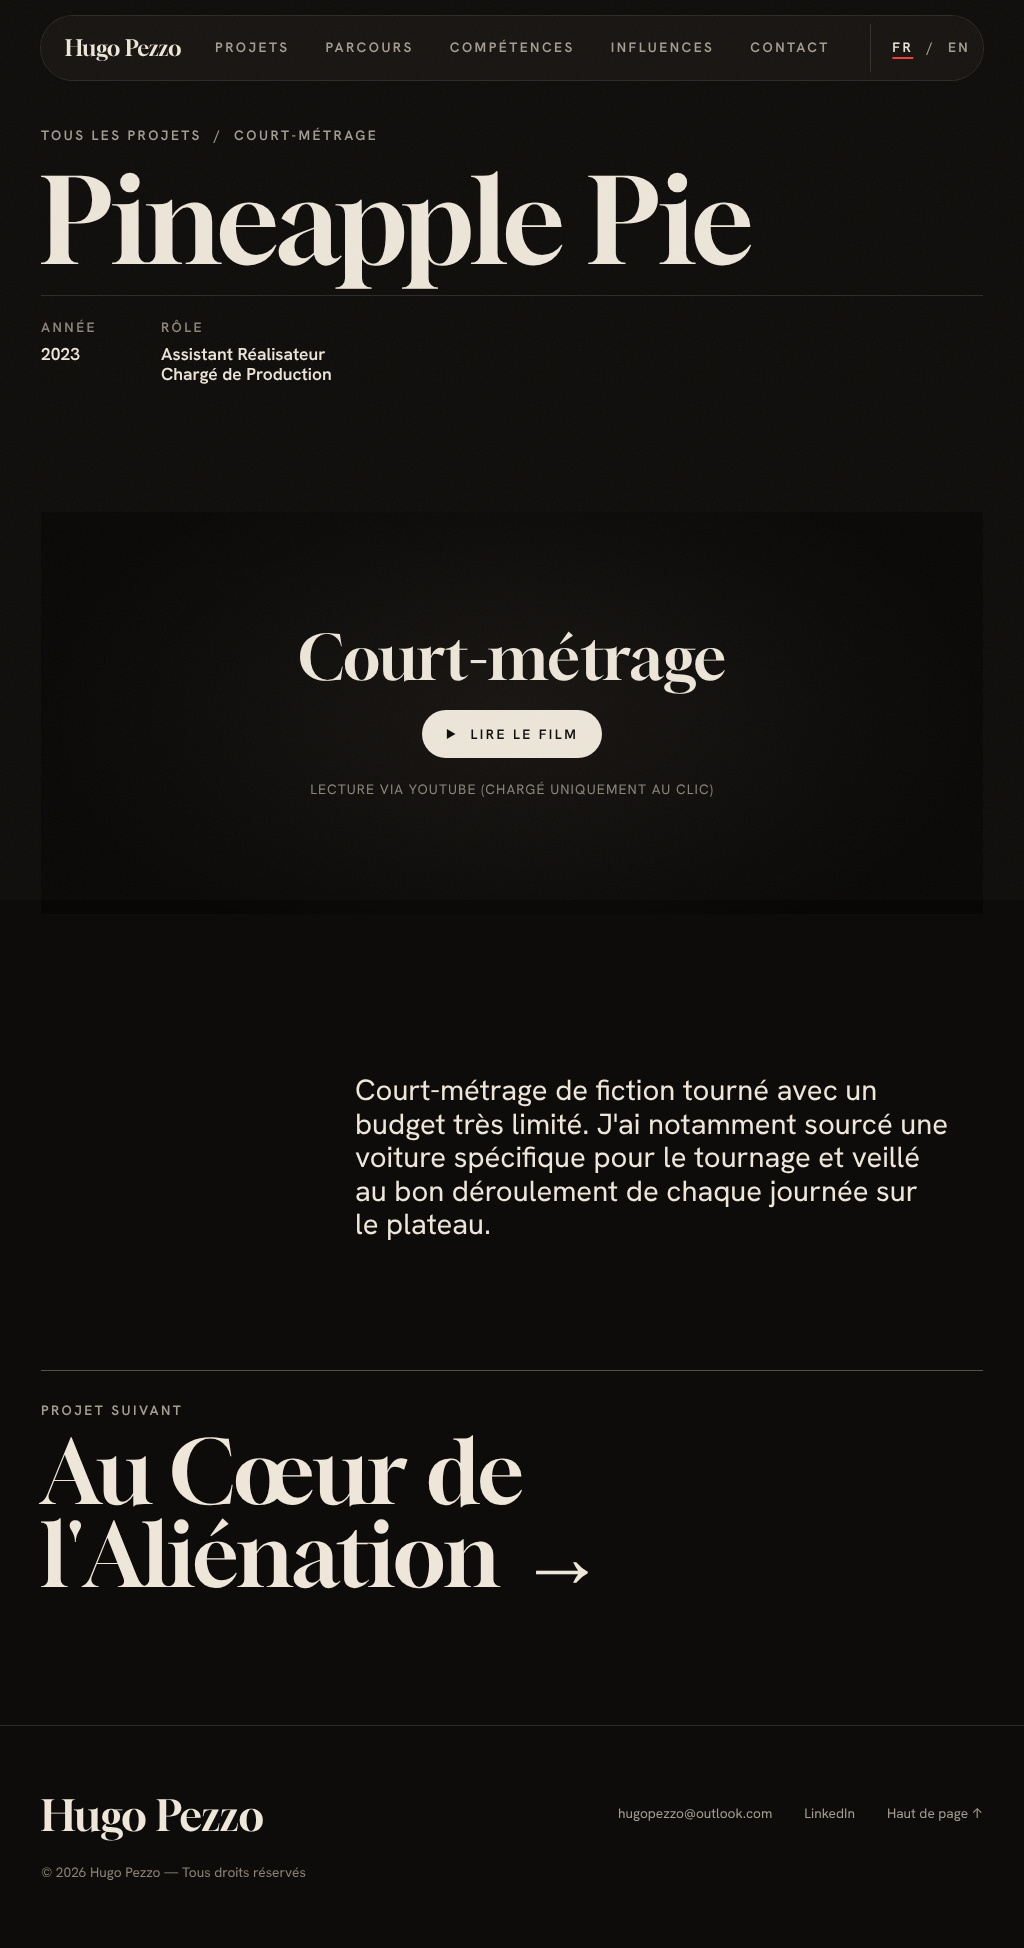 Hugo Pezzo
PROJETS
PARCOURS
COMPÉTENCES
INFLUENCES
CONTACT
FR / EN
TOUS LES PROJETS / COURT-MÉTRAGE
Pineapple Pie
ANNÉE
2023
RÔLE
Assistant Réalisateur
Chargé de Production
Court-métrage
LIRE LE FILM
LECTURE VIA YOUTUBE (CHARGÉ UNIQUEMENT AU CLIC)
Court-métrage de fiction tourné avec un
budget très limité. J'ai notamment sourcé une
voiture spécifique pour le tournage et veillé
au bon déroulement de chaque journée sur
le plateau.
PROJET SUIVANT
Au Cœur de
l'Aliénation →
Hugo Pezzo
hugopezzo@outlook.com
LinkedIn
Haut de page ↑
© 2026 Hugo Pezzo — Tous droits réservés